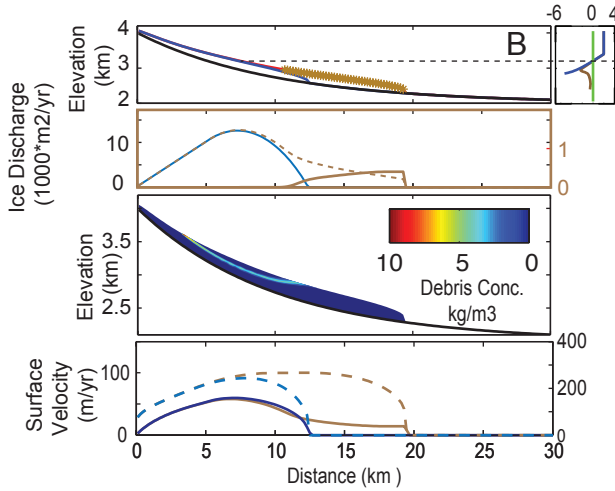 B
-6 0 4
Elevation
(km)
4
3
2
Ice Discharge
(1000*m2/yr)
10
0
1
0
Elevation
(km)
3.5
2.5
10 5 0
Debris Conc.
kg/m3
Surface
Velocity
(m/yr)
100
0
400
200
0
0 5 10 15 20 25 30
Distance (km )